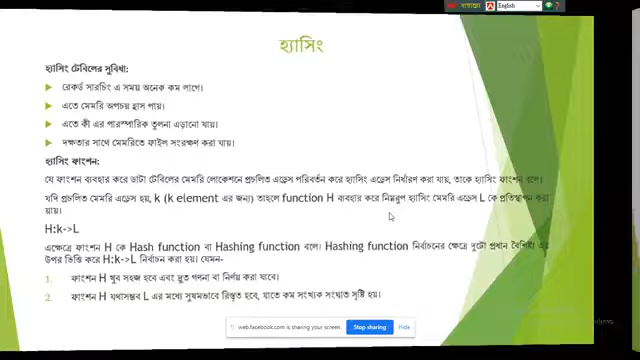 English
হ্যাসিং
হ্যাসিং টেবিলের সুবিধা:
রেকর্ড সারচিং এ সময় অনেক কম লাগে।
এতে মেমরি অপচয় হ্রাস পায়।
এতে কী এর পারস্পারিক তুলনা এড়ানো যায়।
দক্ষতার সাথে মেমরিতে ফাইল সংরক্ষণ করা যায়।
হ্যাসিং ফাংশন:
যে ফাংশন ব্যবহার করে ডাটা টেবিলের মেমরি লোকেশনে প্রচলিত এড্রেস পরিবর্তন করে হ্যাসিং এড্রেস নির্ধারণ করা যায়, তাকে হ্যাসিং ফাংশন বলে।
যদি প্রচলিত মেমরি এড্রেস হয়, k (k element এর জন্য) তাহলে function H ব্যবহার করে নিম্নরুপ হ্যাসিং মেমরি এড্রেস L কে প্রতিস্থাপন করা
যায়।
H:k->L
এক্ষেত্রে ফাংশন H কে Hash function বা Hashing function বলে। Hashing function নির্বাচনের ক্ষেত্রে দুটো প্রধান বৈশিষ্ট্য এর
উপর ভিত্তি করে H:k->L নির্বাচন করা হয়। যেমন-
1. ফাংশন H খুব সহজ হবে এবং দ্রুত গণনা বা নির্ণয় করা যাবে।
2. ফাংশন H যথাসম্ভব L এর মধ্যে সুষমভাবে বিস্তৃত হবে, যাতে কম সংখ্যক সংঘাত সৃষ্টি হয়।
web.facebook.com is sharing your screen. Stop sharing Hide